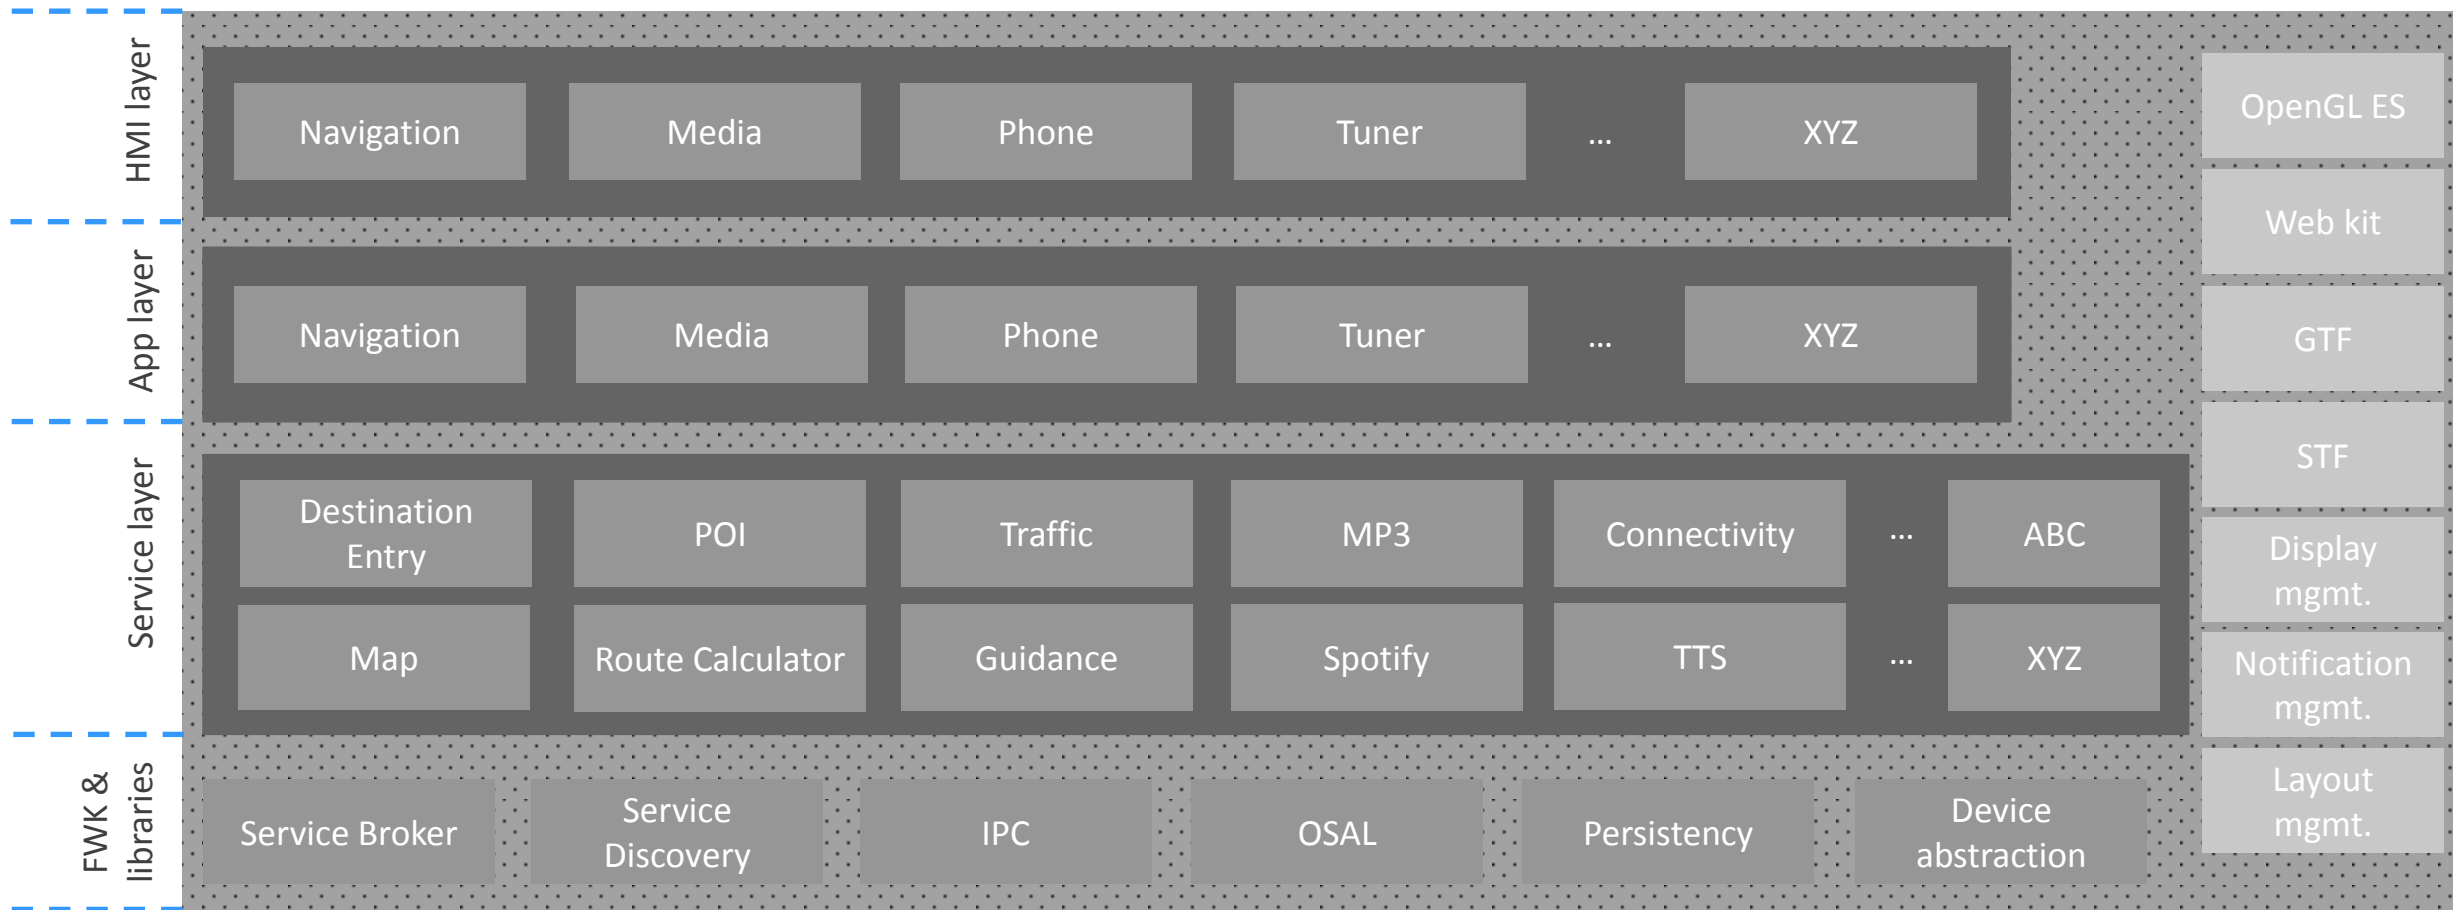 HMI layer
Navigation
Media
Phone
Tuner
...
XYZ
App layer
Navigation
Media
Phone
Tuner
...
XYZ
Service layer
Destination
Entry
POI
Traffic
MP3
Connectivity
...
ABC
Map
Route Calculator
Guidance
Spotify
TTS
...
XYZ
FWK &
libraries
Service Broker
Service
Discovery
IPC
OSAL
Persistency
Device
abstraction
OpenGL ES
Web kit
GTF
STF
Display
mgmt.
Notification
mgmt.
Layout
mgmt.